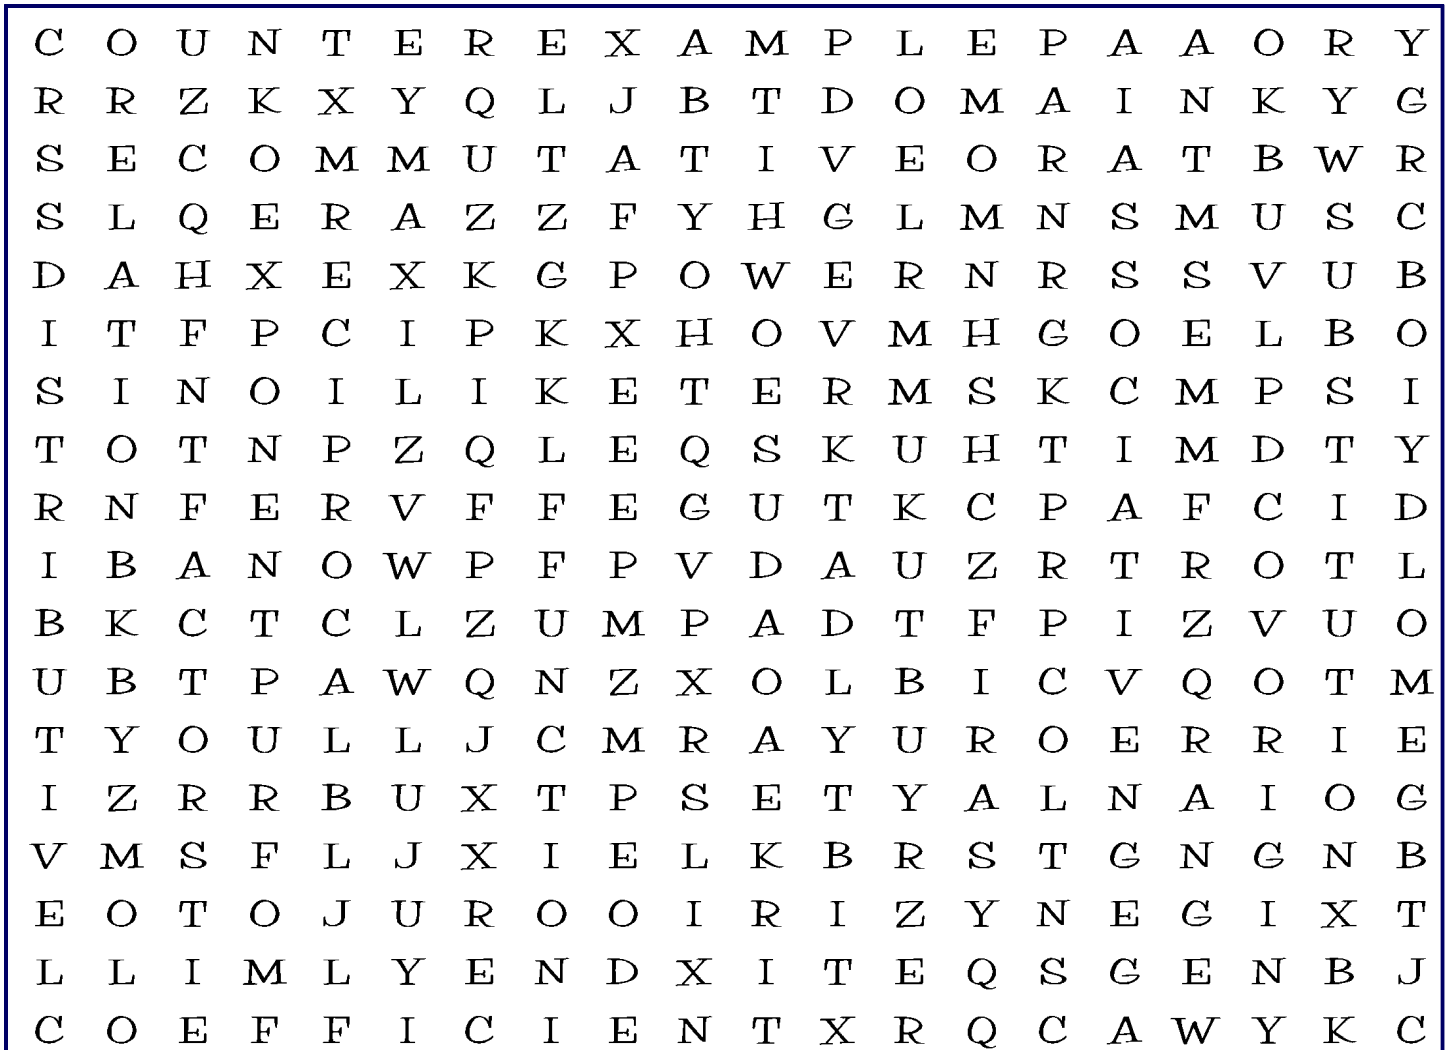 C O U N T E R E X A M P L E P A A O R Y
R R Z K X Y Q L J B T D O M A I N K Y G
S E C O M M U T A T I V E O R A T B W R
S L Q E R A Z Z F Y H G L M N S M U S C
D A H X E X K G P O W E R N R S S V U B
I T F P C I P K X H O V M H G O E L B O
S I N O I L I K E T E R M S K C M P S I
T O T N P Z Q L E Q S K U H T I M D T Y
R N F E R V F F E G U T K C P A F C I D
I B A N O W P F P V D A U Z R T R O T L
B K C T C L Z U M P A D T F P I Z V U O
U B T P A W Q N Z X O L B I C V Q O T M
T Y O U L L J C M R A Y U R O E R R I E
I Z R R B U X T P S E T Y A L N A I O G
V M S F L J X I E L K B R S T G N G N B
E O T O J U R O O I R I Z Y N E G I X T
L L I M L Y E N D X I T E Q S G E N B J
C O E F F I C I E N T X R Q C A W Y K C